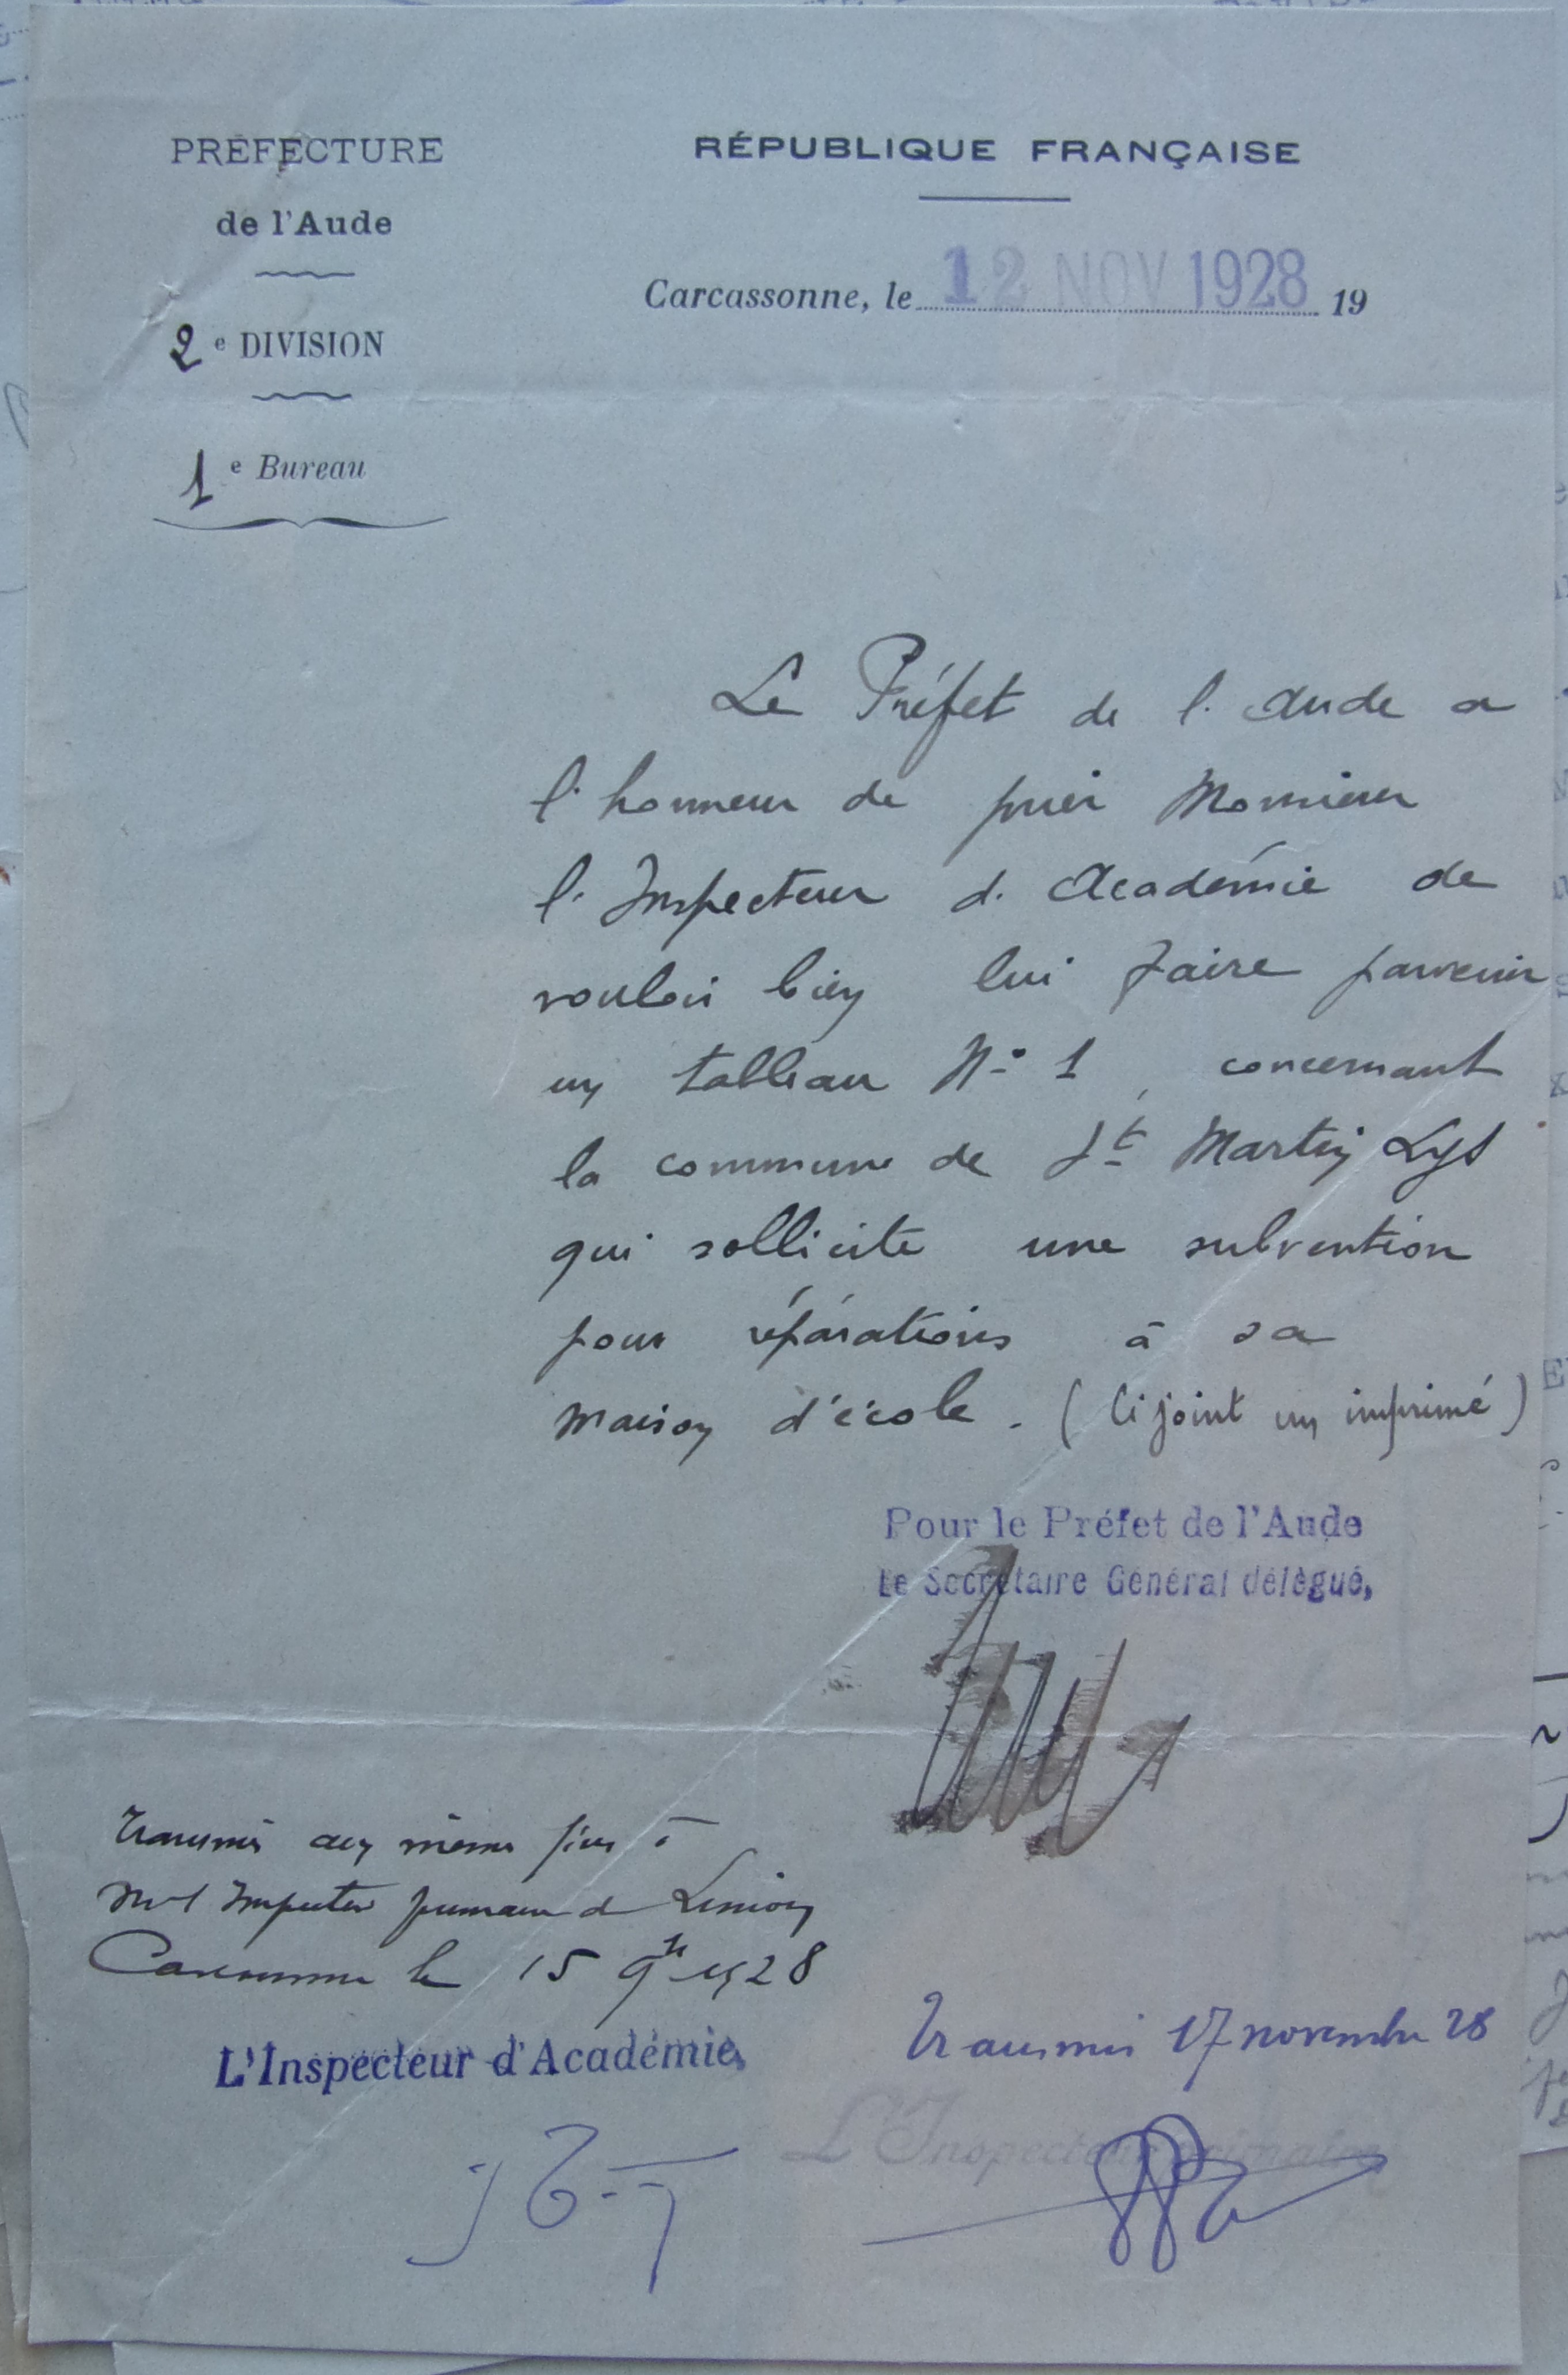 PRÉFECTURE
de l'Aude
2e DIVISION
1e Bureau
RÉPUBLIQUE FRANÇAISE
Carcassonne, le 12 NOV 1928 19
Le Préfet de l'Aude a
l'honneur de prier Monsieur
l'Inspecteur d'Académie de
vouloir bien lui faire parvenir
un tableau N° 1, concernant
la commune de St Martin Lys
qui sollicite une subvention
pour réparations à sa
maison d'école. (Ci joint un imprimé)
Pour le Préfet de l'Aude
Le Secrétaire Général délégué,
Transmis aux mêmes fins à
Mr l'Inspecteur primaire de Limoux
Carcassonne le 15 9bre 1928
L'Inspecteur d'Académie,
Transmis 17 novembre 28
L'Inspecteur primaire